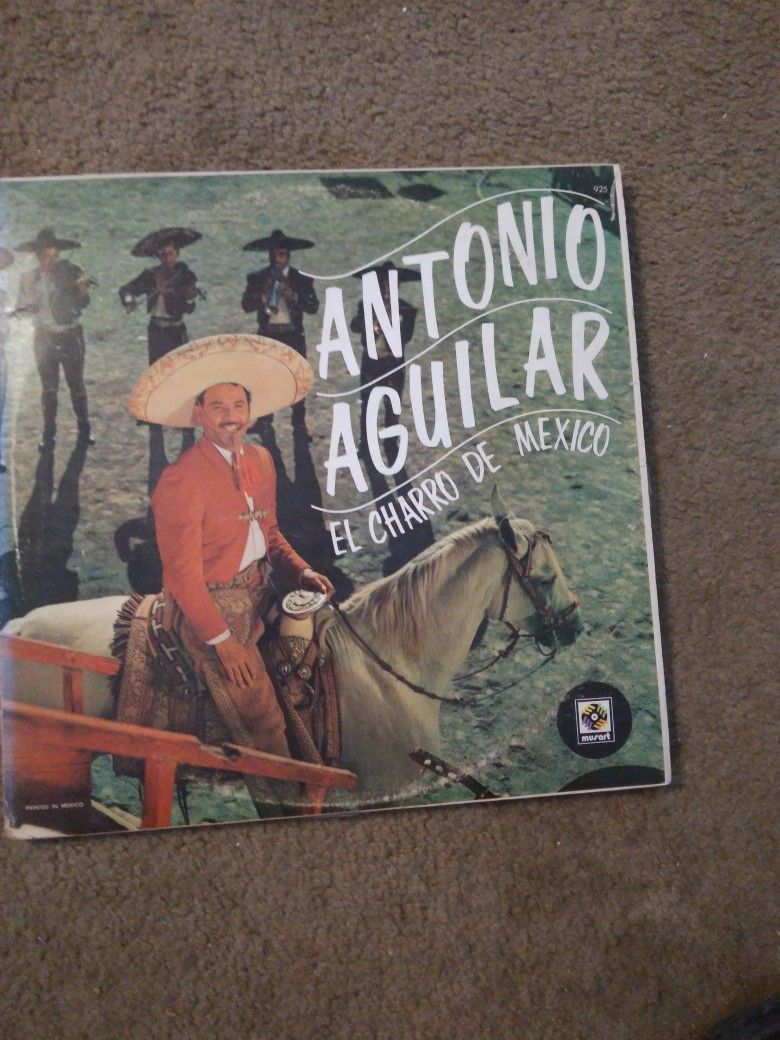 925
ANTONIO
AGUILAR
EL CHARRO DE MEXICO
musart
PRINTED IN MEXICO